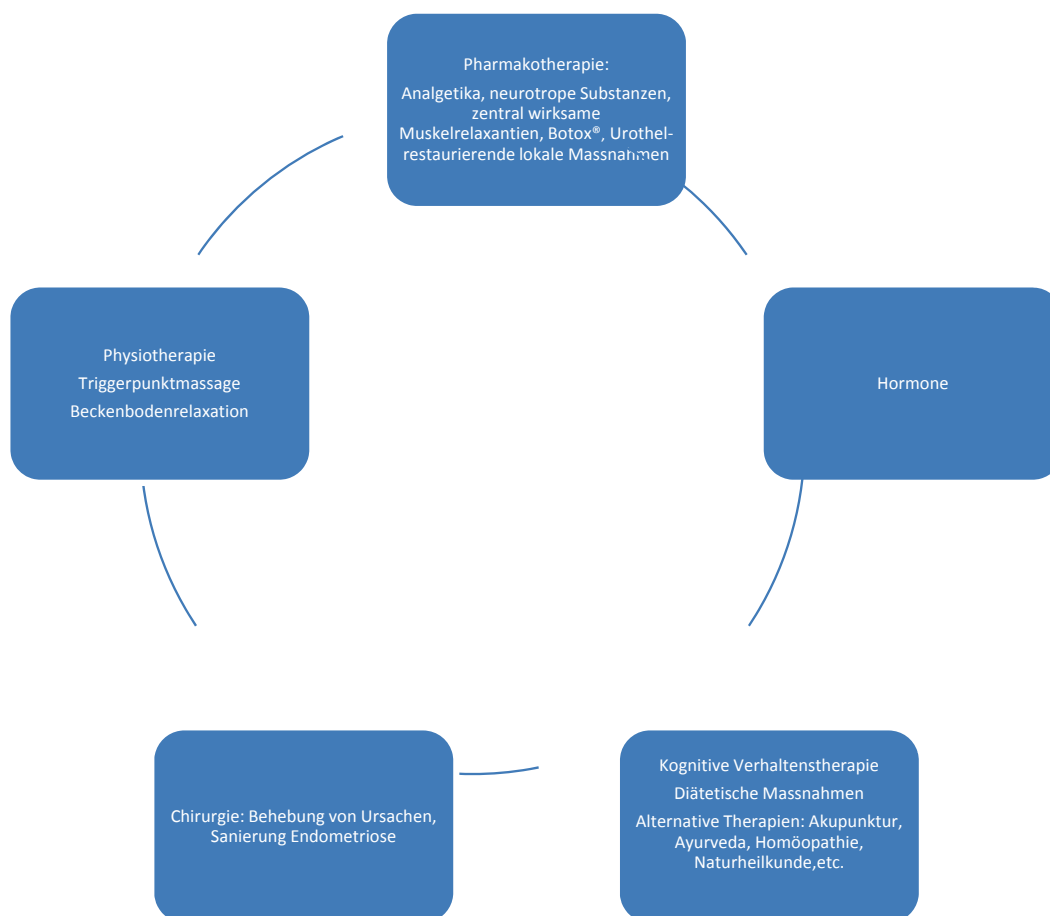 Pharmakotherapie:
Analgetika, neurotrope Substanzen,
zentral wirksame
Muskelrelaxantien, Botox®, Urothel-
restaurierende lokale Massnahmen
Hormone
Kognitive Verhaltenstherapie
Diätetische Massnahmen
Alternative Therapien: Akupunktur,
Ayurveda, Homöopathie,
Naturheilkunde,etc.
Chirurgie: Behebung von Ursachen,
Sanierung Endometriose
Physiotherapie
Triggerpunktmassage
Beckenbodenrelaxation